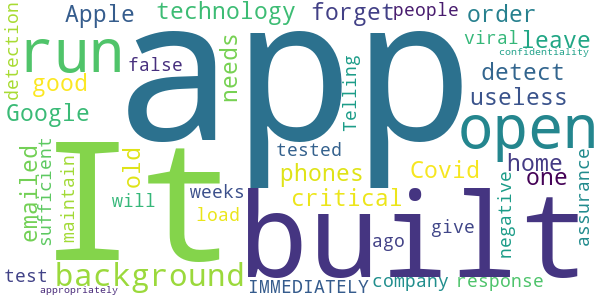 Apple technology forget people order
detection run app viral leave
confidentiality
good false needs Telling detect
Google useless
open
emailed sufficient maintain It old tested phones Covid home
one
will weeks critical negative assurance
load built ago give
test background IMMEDIATELY company response
appropriately